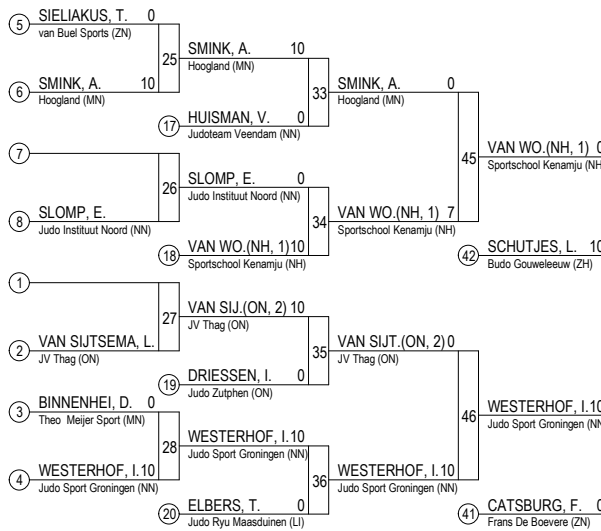 5 SIELIAKUS, T. 0
van Buel Sports (ZN)
25
SMINK, A. 10
Hoogland (MN)
6 SMINK, A. 10
Hoogland (MN)
33
SMINK, A. 0
Hoogland (MN)
17 HUISMAN, V. 0
Judoteam Veendam (NN)
45
VAN WO.(NH, 1) 0
Sportschool Kenamju (NH
7
26
SLOMP, E. 0
Judo Instituut Noord (NN)
8 SLOMP, E.
Judo Instituut Noord (NN)
34
VAN WO.(NH, 1) 7
Sportschool Kenamju (NH)
18 VAN WO.(NH, 1) 10
Sportschool Kenamju (NH)
42 SCHUTJES, L. 10
Budo Gouweleeuw (ZH)
1
27
VAN SIJ.(ON, 2) 10
JV Thag (ON)
2 VAN SIJTSEMA, L.
JV Thag (ON)
35
VAN SIJT.(ON, 2) 0
JV Thag (ON)
19 DRIESSEN, I. 0
Judo Zutphen (ON)
46
WESTERHOF, I. 10
Judo Sport Groningen (NN
3 BINNENHEI, D. 0
Theo Meijer Sport (MN)
28
WESTERHOF, I. 10
Judo Sport Groningen (NN)
4 WESTERHOF, I. 10
Judo Sport Groningen (NN)
36
WESTERHOF, I. 10
Judo Sport Groningen (NN)
20 ELBERS, T. 0
Judo Ryu Maasduinen (LI)
41 CATSBURG, F. 0
Frans De Boevere (ZN)